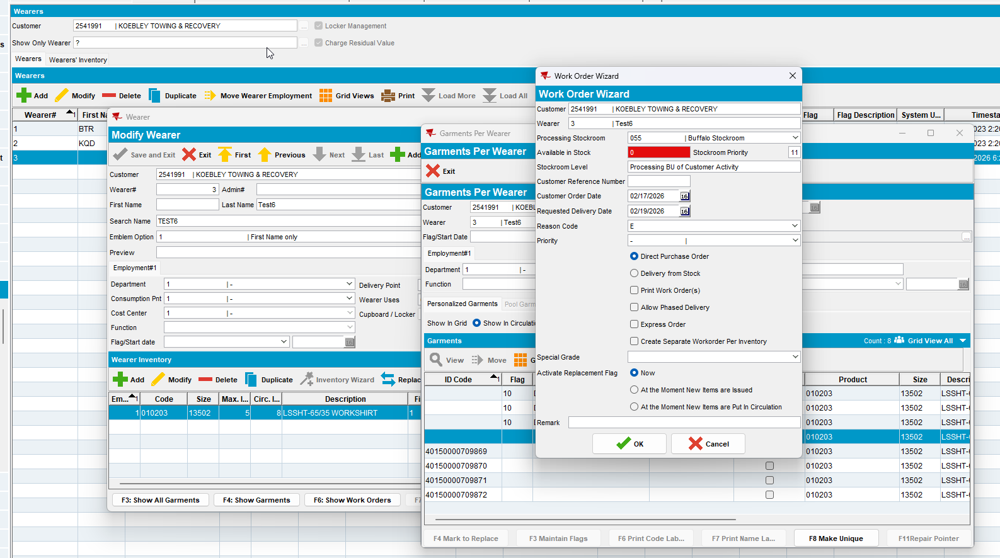 Wearers
Customer 2541991 | KOEBLEY TOWING & RECOVERY ... Locker Management
Show Only Wearer ? ... Charge Residual Value
Wearers Wearers' Inventory
Wearers
Add Modify Delete Duplicate Move Wearer Employment Grid Views Print Load More Load All
Wearer# 1 First Na Flag Flag Description System U... Timesta
1 BTR 023 2:20
2 KQD 023 2:20
3 2026 6:
Wearer
Modify Wearer
Save and Exit Exit First Previous Next Last Add
Customer 2541991 | KOEBLEY TOWING & RECOVERY
Wearer# 3 Admin#
First Name Last Name Test6
Search Name TEST6
Emblem Option 1 | First Name only
Preview
Employment#1
Department 1 | - Delivery Point
Consumption Pnt 1 | - Wearer Uses
Cost Center 1 | - Cupboard / Locker
Function
Flag/Start date 16
Wearer Inventory
Add Modify Delete Duplicate Inventory Wizard Replac
Em... 1 Code Size Max. I... Circ. I... Description Fi
1 010203 13502 5 8 LSSHT-65/35 WORKSHIRT 1
F3: Show All Garments F4: Show Garments F6: Show Work Orders F7
Garments Per Wearer
Garments Per Wearer
Exit
Garments Per Wearer
Customer 2541991 | KOEBL 16
Wearer 3 | Test6
Flag/Start Date ...
Employment#1
Department 1 | -
Function 16
Personalized Garments Pool Garm
Show In Grid Show In Circulati
Garments Count : 8 Grid View All
View Move G
ID Code 1 Flag Product Size Descri
10 010203 13502 LSSHT-
10 010203 13502 LSSHT-
10 010203 13502 LSSHT-
010203 13502 LSSHT-
40150000709869 010203 13502 LSSHT-
40150000709870 010203 13502 LSSHT-
40150000709871 010203 13502 LSSHT-
40150000709872 010203 13502 LSSHT-
F4 Mark to Replace F3 Maintain Flags F6 Print Code Lab... F7 Print Name La... F8 Make Unique F11Repair Pointer
Work Order Wizard
Work Order Wizard
Customer 2541991 | KOEBLEY TOWING & RECOVERY
Wearer 3 | Test6
Processing Stockroom 055 | Buffalo Stockroom
Available in Stock 0 Stockroom Priority 11
Stockroom Level Processing BU of Customer Activity
Customer Reference Number
Customer Order Date 02/17/2026 16
Requested Delivery Date 02/19/2026 16
Reason Code E
Priority - |
Direct Purchase Order
Delivery from Stock
Print Work Order(s)
Allow Phased Delivery
Express Order
Create Separate Workorder Per Inventory
Special Grade
Activate Replacement Flag Now
At the Moment New Items are Issued
At the Moment New Items are Put In Circulation
Remark
OK Cancel